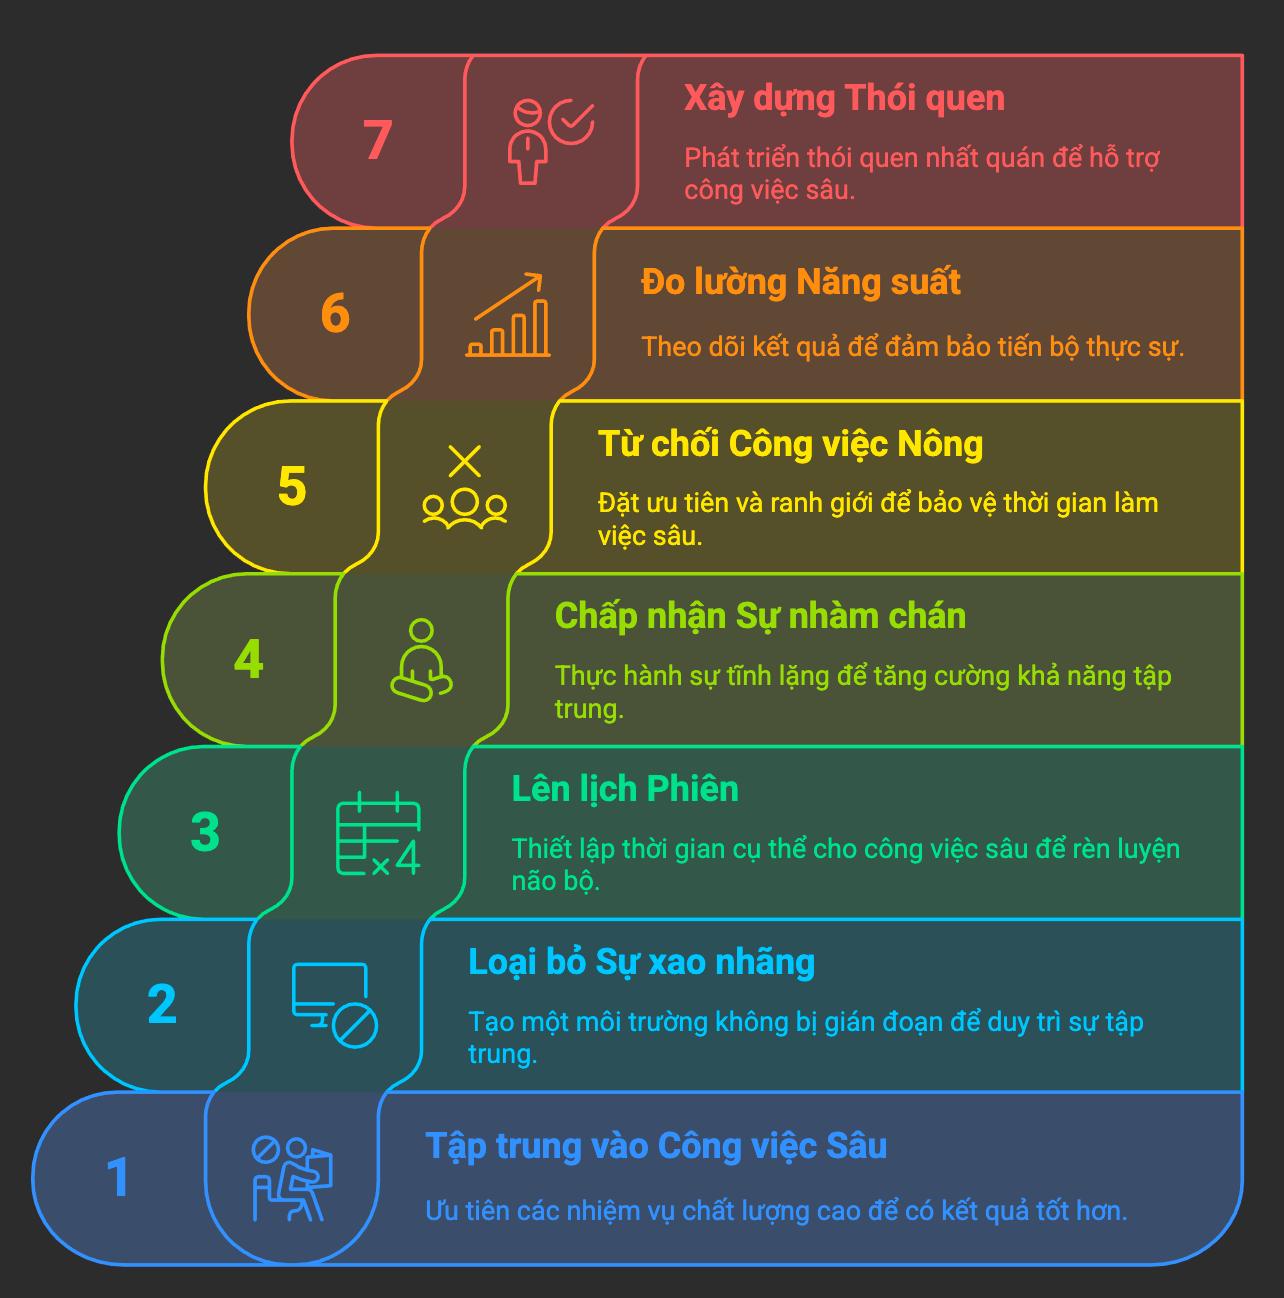 7
Xây dựng Thói quen
Phát triển thói quen nhất quán để hỗ trợ
công việc sâu.
6
Đo lường Năng suất
Theo dõi kết quả để đảm bảo tiến bộ thực sự.
5
Từ chối Công việc Nông
Đặt ưu tiên và ranh giới để bảo vệ thời gian làm
việc sâu.
4
Chấp nhận Sự nhàm chán
Thực hành sự tĩnh lặng để tăng cường khả năng tập
trung.
3
x4
Lên lịch Phiên
Thiết lập thời gian cụ thể cho công việc sâu để rèn luyện
não bộ.
2
Loại bỏ Sự xao nhãng
Tạo một môi trường không bị gián đoạn để duy trì sự tập
trung.
1
Tập trung vào Công việc Sâu
Ưu tiên các nhiệm vụ chất lượng cao để có kết quả tốt hơn.